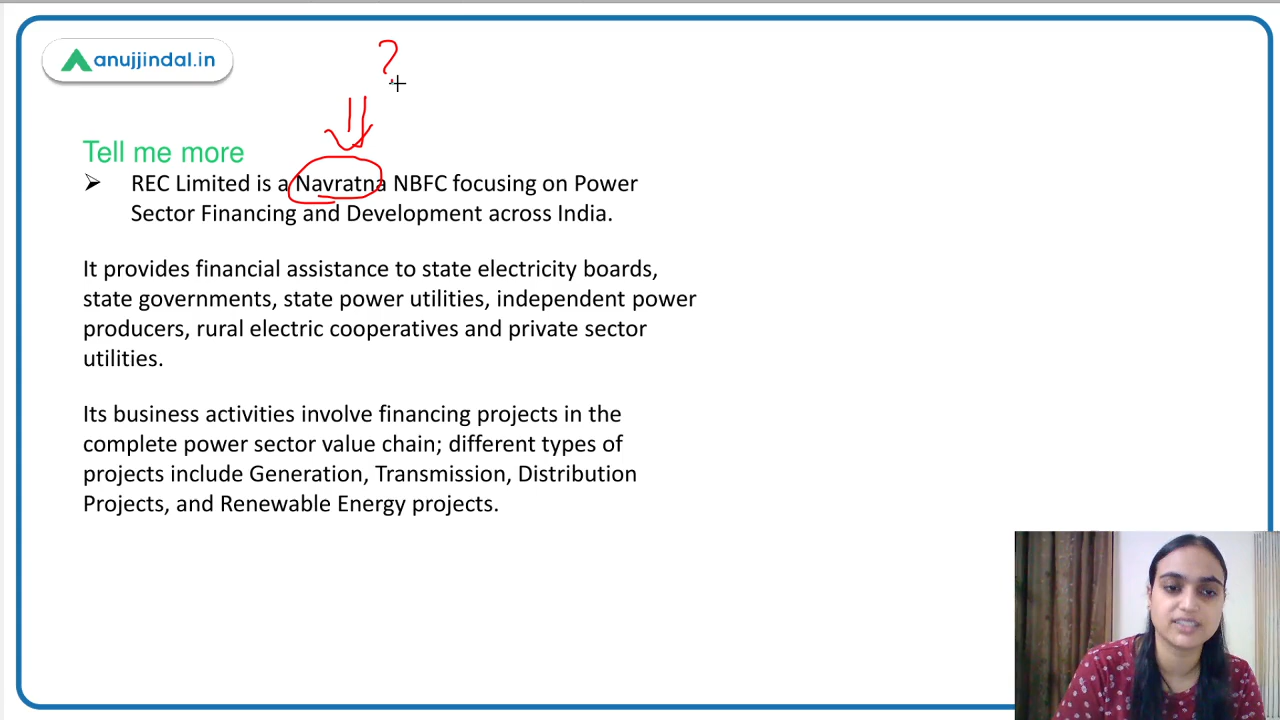 anujjindal.in
?
Tell me more
REC Limited is a Navratna NBFC focusing on Power
Sector Financing and Development across India.
It provides financial assistance to state electricity boards,
state governments, state power utilities, independent power
producers, rural electric cooperatives and private sector
utilities.
Its business activities involve financing projects in the
complete power sector value chain; different types of
projects include Generation, Transmission, Distribution
Projects, and Renewable Energy projects.